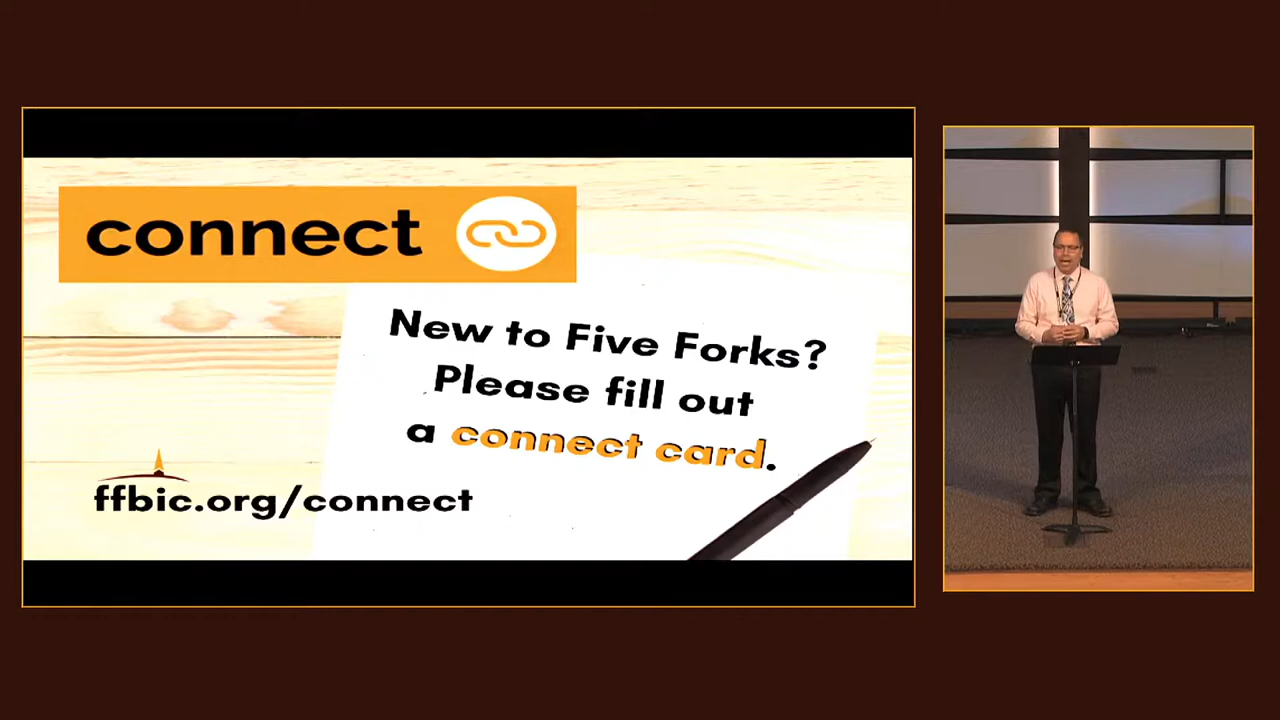 connect
New to Five Forks?
Please fill out
a connect card.
ffbic.org/connect